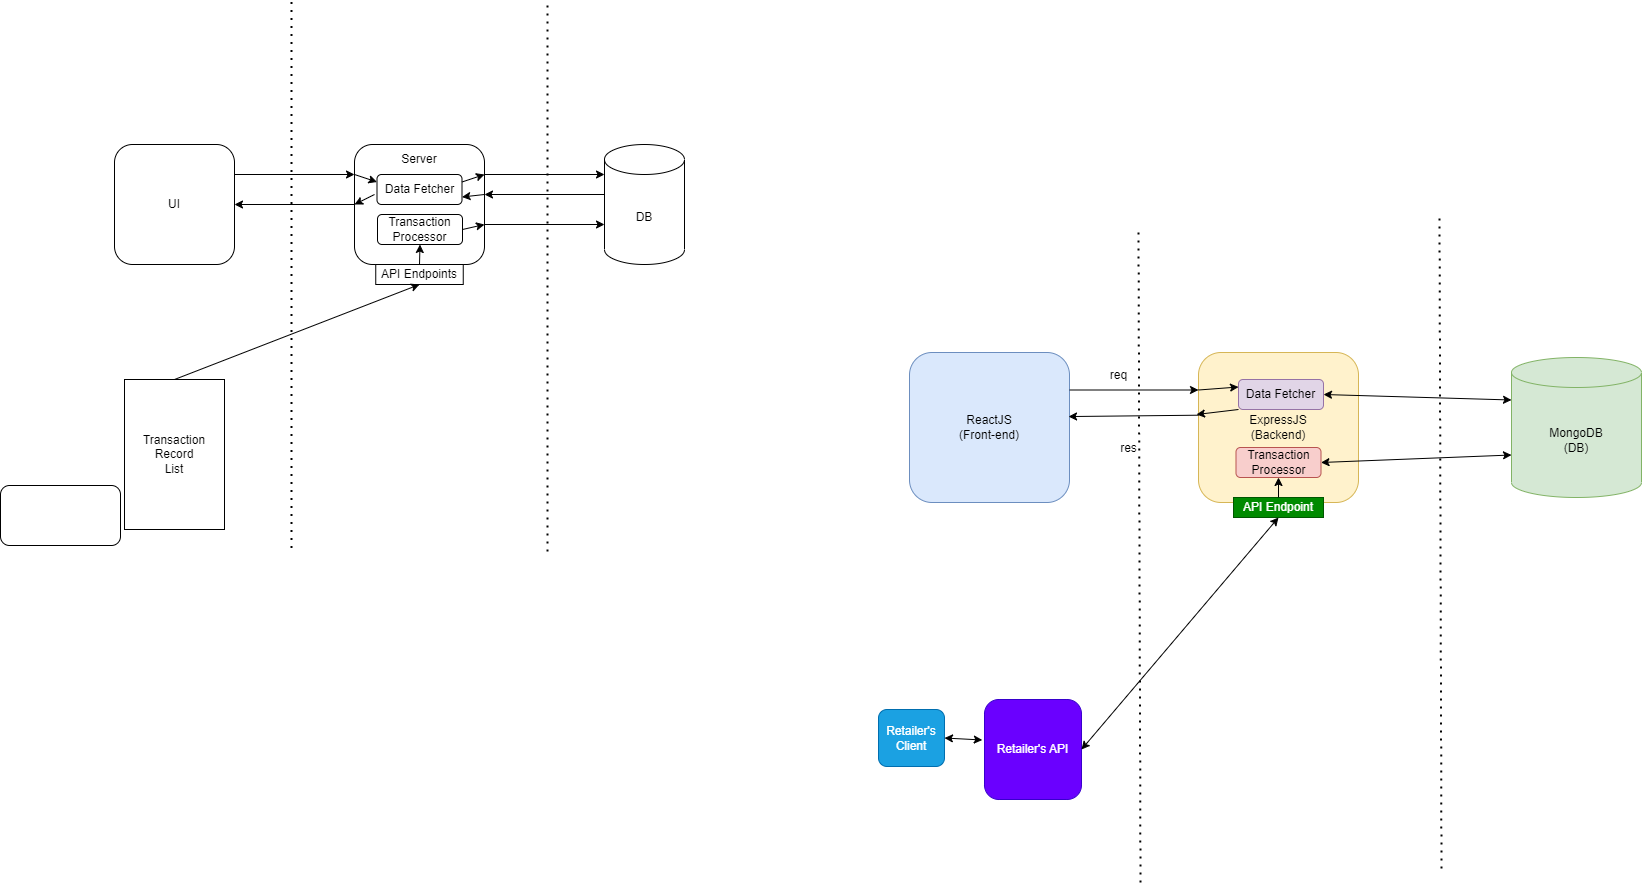 Server
Data Fetcher
UI
Transaction
Processor
DB
API Endpoints
Transaction
Record
List
req
Data Fetcher
ReactJS
(Front-end)
ExpressJS
(Backend)
MongoDB
(DB)
res
Transaction
Processor
API Endpoint
Retailer's
Client
Retailer's API